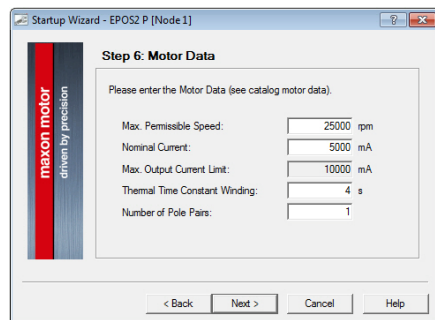 Startup Wizard - EPOS2 P [Node 1]
Step 6: Motor Data
maxon motor
driven by precision
Please enter the Motor Data (see catalog motor data).
Max. Permissible Speed: 25000 rpm
Nominal Current: 5000 mA
Max. Output Current Limit: 10000 mA
Thermal Time Constant Winding: 4 s
Number of Pole Pairs: 1
< Back Next > Cancel Help